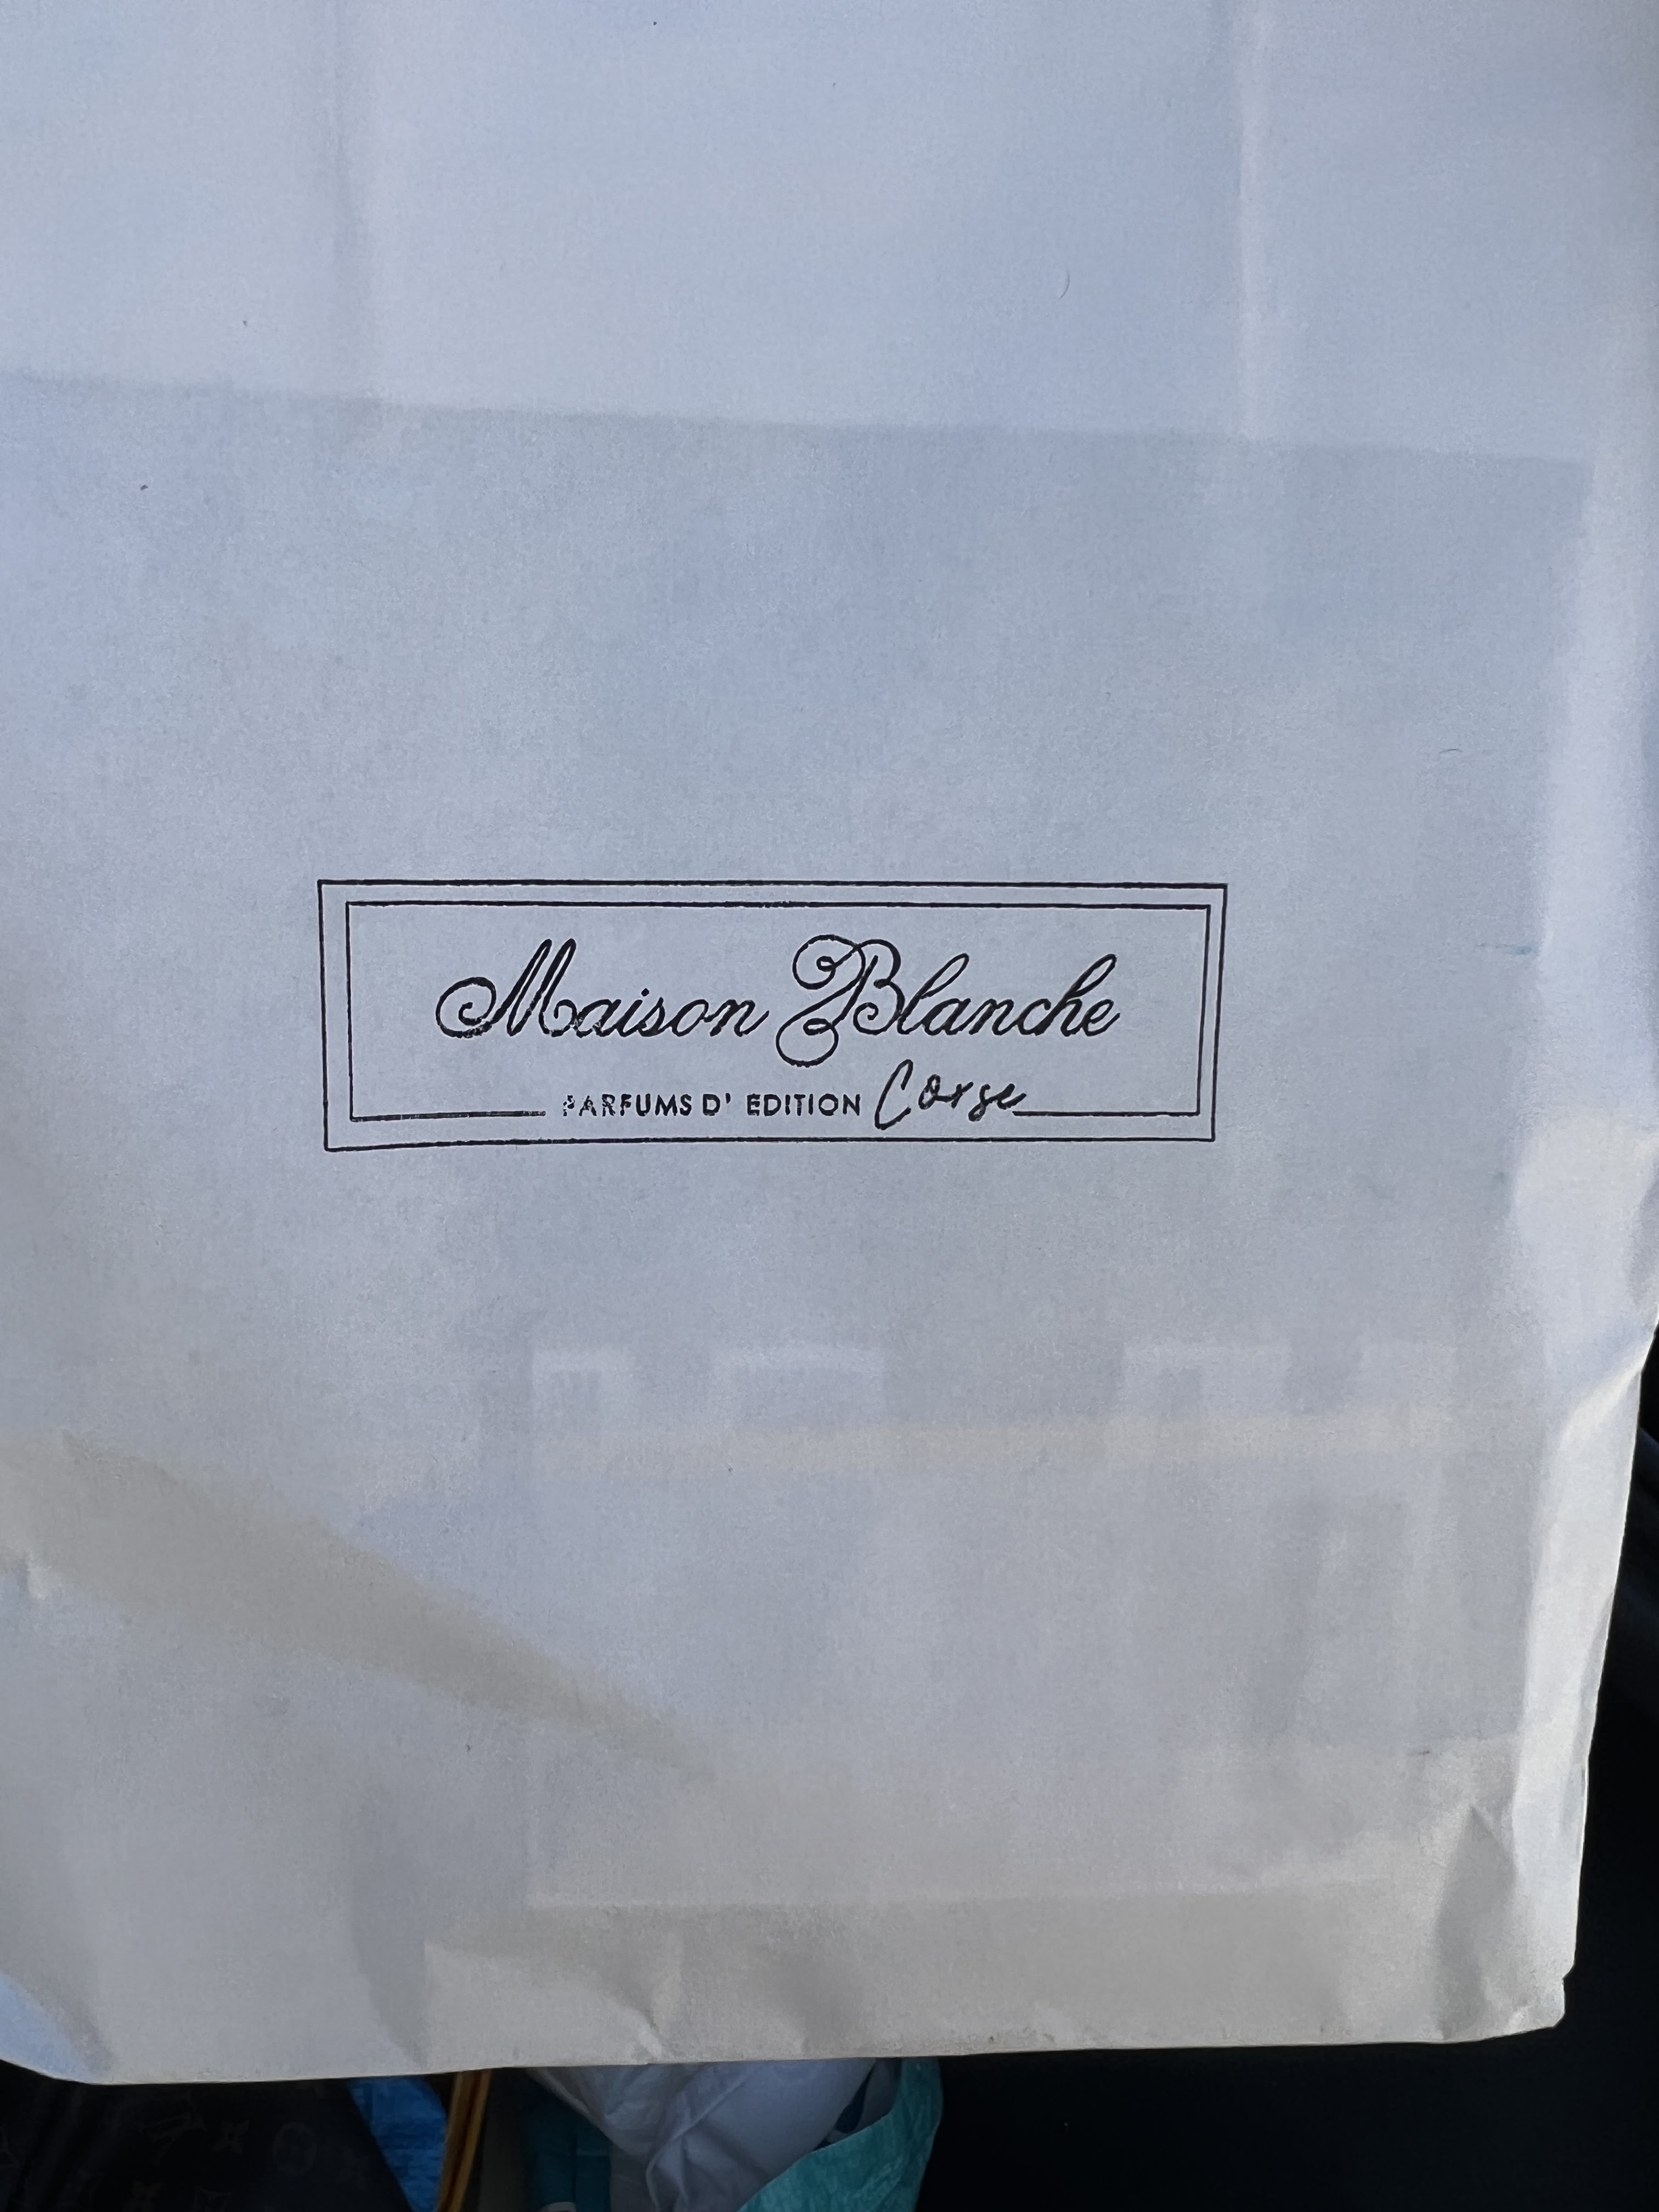 Maison Blanche
PARFUMS D' EDITION Corse